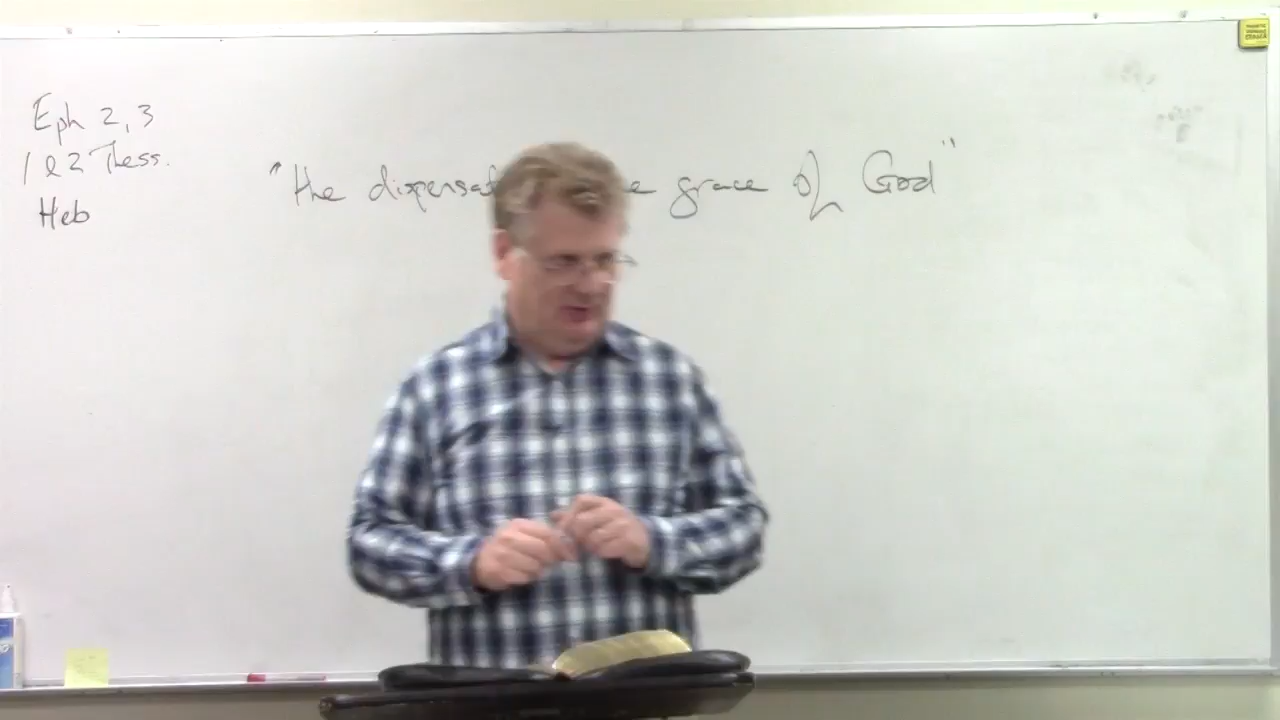 Eph 2, 3
1 & 2 Thess.
Heb
"the dispensat e grace of God"